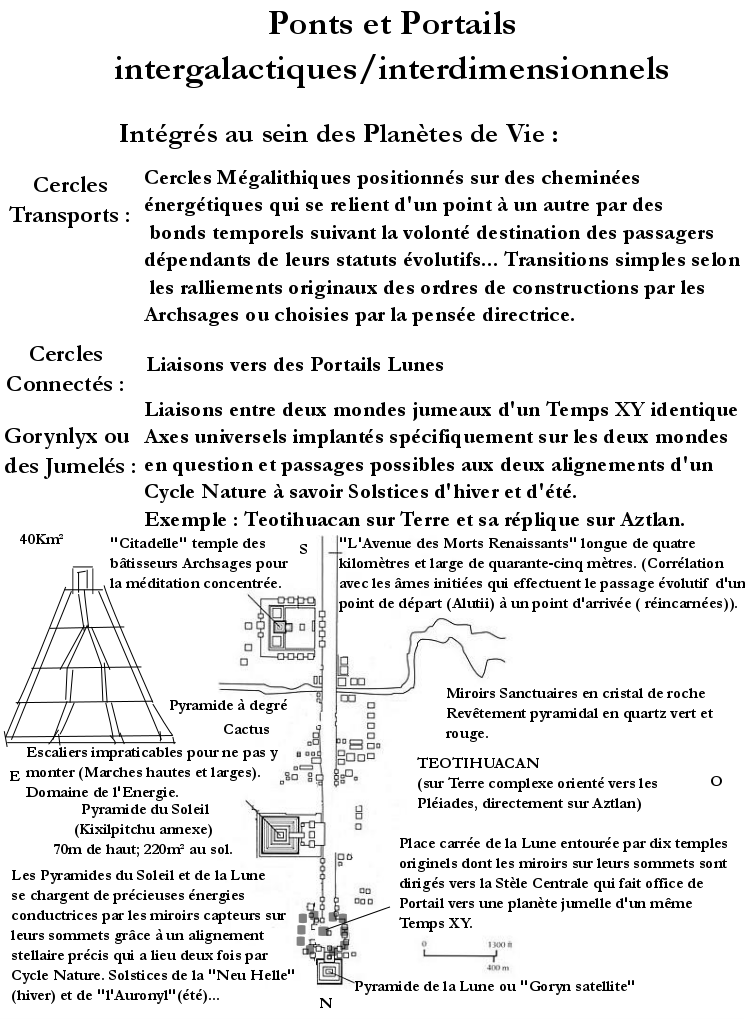 Ponts et Portails
intergalactiques/interdimensionnels
Intégrés au sein des Planètes de Vie :
Cercles
Transports :
Cercles Mégalithiques positionnés sur des cheminées
énergétiques qui se relient d'un point à un autre par des
bonds temporels suivant la volonté destination des passagers
dépendants de leurs statuts évolutifs... Transitions simples selon
les ralliements originaux des ordres de constructions par les
Archsages ou choisies par la pensée directrice.
Cercles
Connectés :
Liaisons vers des Portails Lunes
Gorynlyx ou
des Jumelés :
Liaisons entre deux mondes jumeaux d'un Temps XY identique
Axes universels implantés spécifiquement sur les deux mondes
en question et passages possibles aux deux alignements d'un
Cycle Nature à savoir Solstices d'hiver et d'été.
Exemple : Teotihuacan sur Terre et sa réplique sur Aztlan.
40Km²
"Citadelle" temple des
bâtisseurs Archsages pour
la méditation concentrée.
S
"L'Avenue des Morts Renaissants" longue de quatre
kilomètres et large de quarante-cinq mètres. (Corrélation
avec les âmes initiées qui effectuent le passage évolutif d'un
point de départ (Alutii) à un point d'arrivée ( réincarnées)).
Pyramide à degré
Cactus
Miroirs Sanctuaires en cristal de roche
Revêtement pyramidal en quartz vert et
rouge.
Escaliers impraticables pour ne pas y
monter (Marches hautes et larges).
Domaine de l'Energie.
E
TEOTIHUACAN
(sur Terre complexe orienté vers les
Pléiades, directement sur Aztlan)
O
Pyramide du Soleil
(Kixilpitchu annexe)
70m de haut; 220m² au sol.
Place carrée de la Lune entourée par dix temples
originels dont les miroirs sur leurs sommets sont
dirigés vers la Stèle Centrale qui fait office de
Portail vers une planète jumelle d'un même
Temps XY.
Les Pyramides du Soleil et de la Lune
se chargent de précieuses énergies
conductrices par les miroirs capteurs sur
leurs sommets grâce à un alignement
stellaire précis qui a lieu deux fois par
Cycle Nature. Solstices de la "Neu Helle"
(hiver) et de "l'Auronyl"(été)...
0 1300 ft
400 m
Pyramide de la Lune ou "Goryn satellite"
N